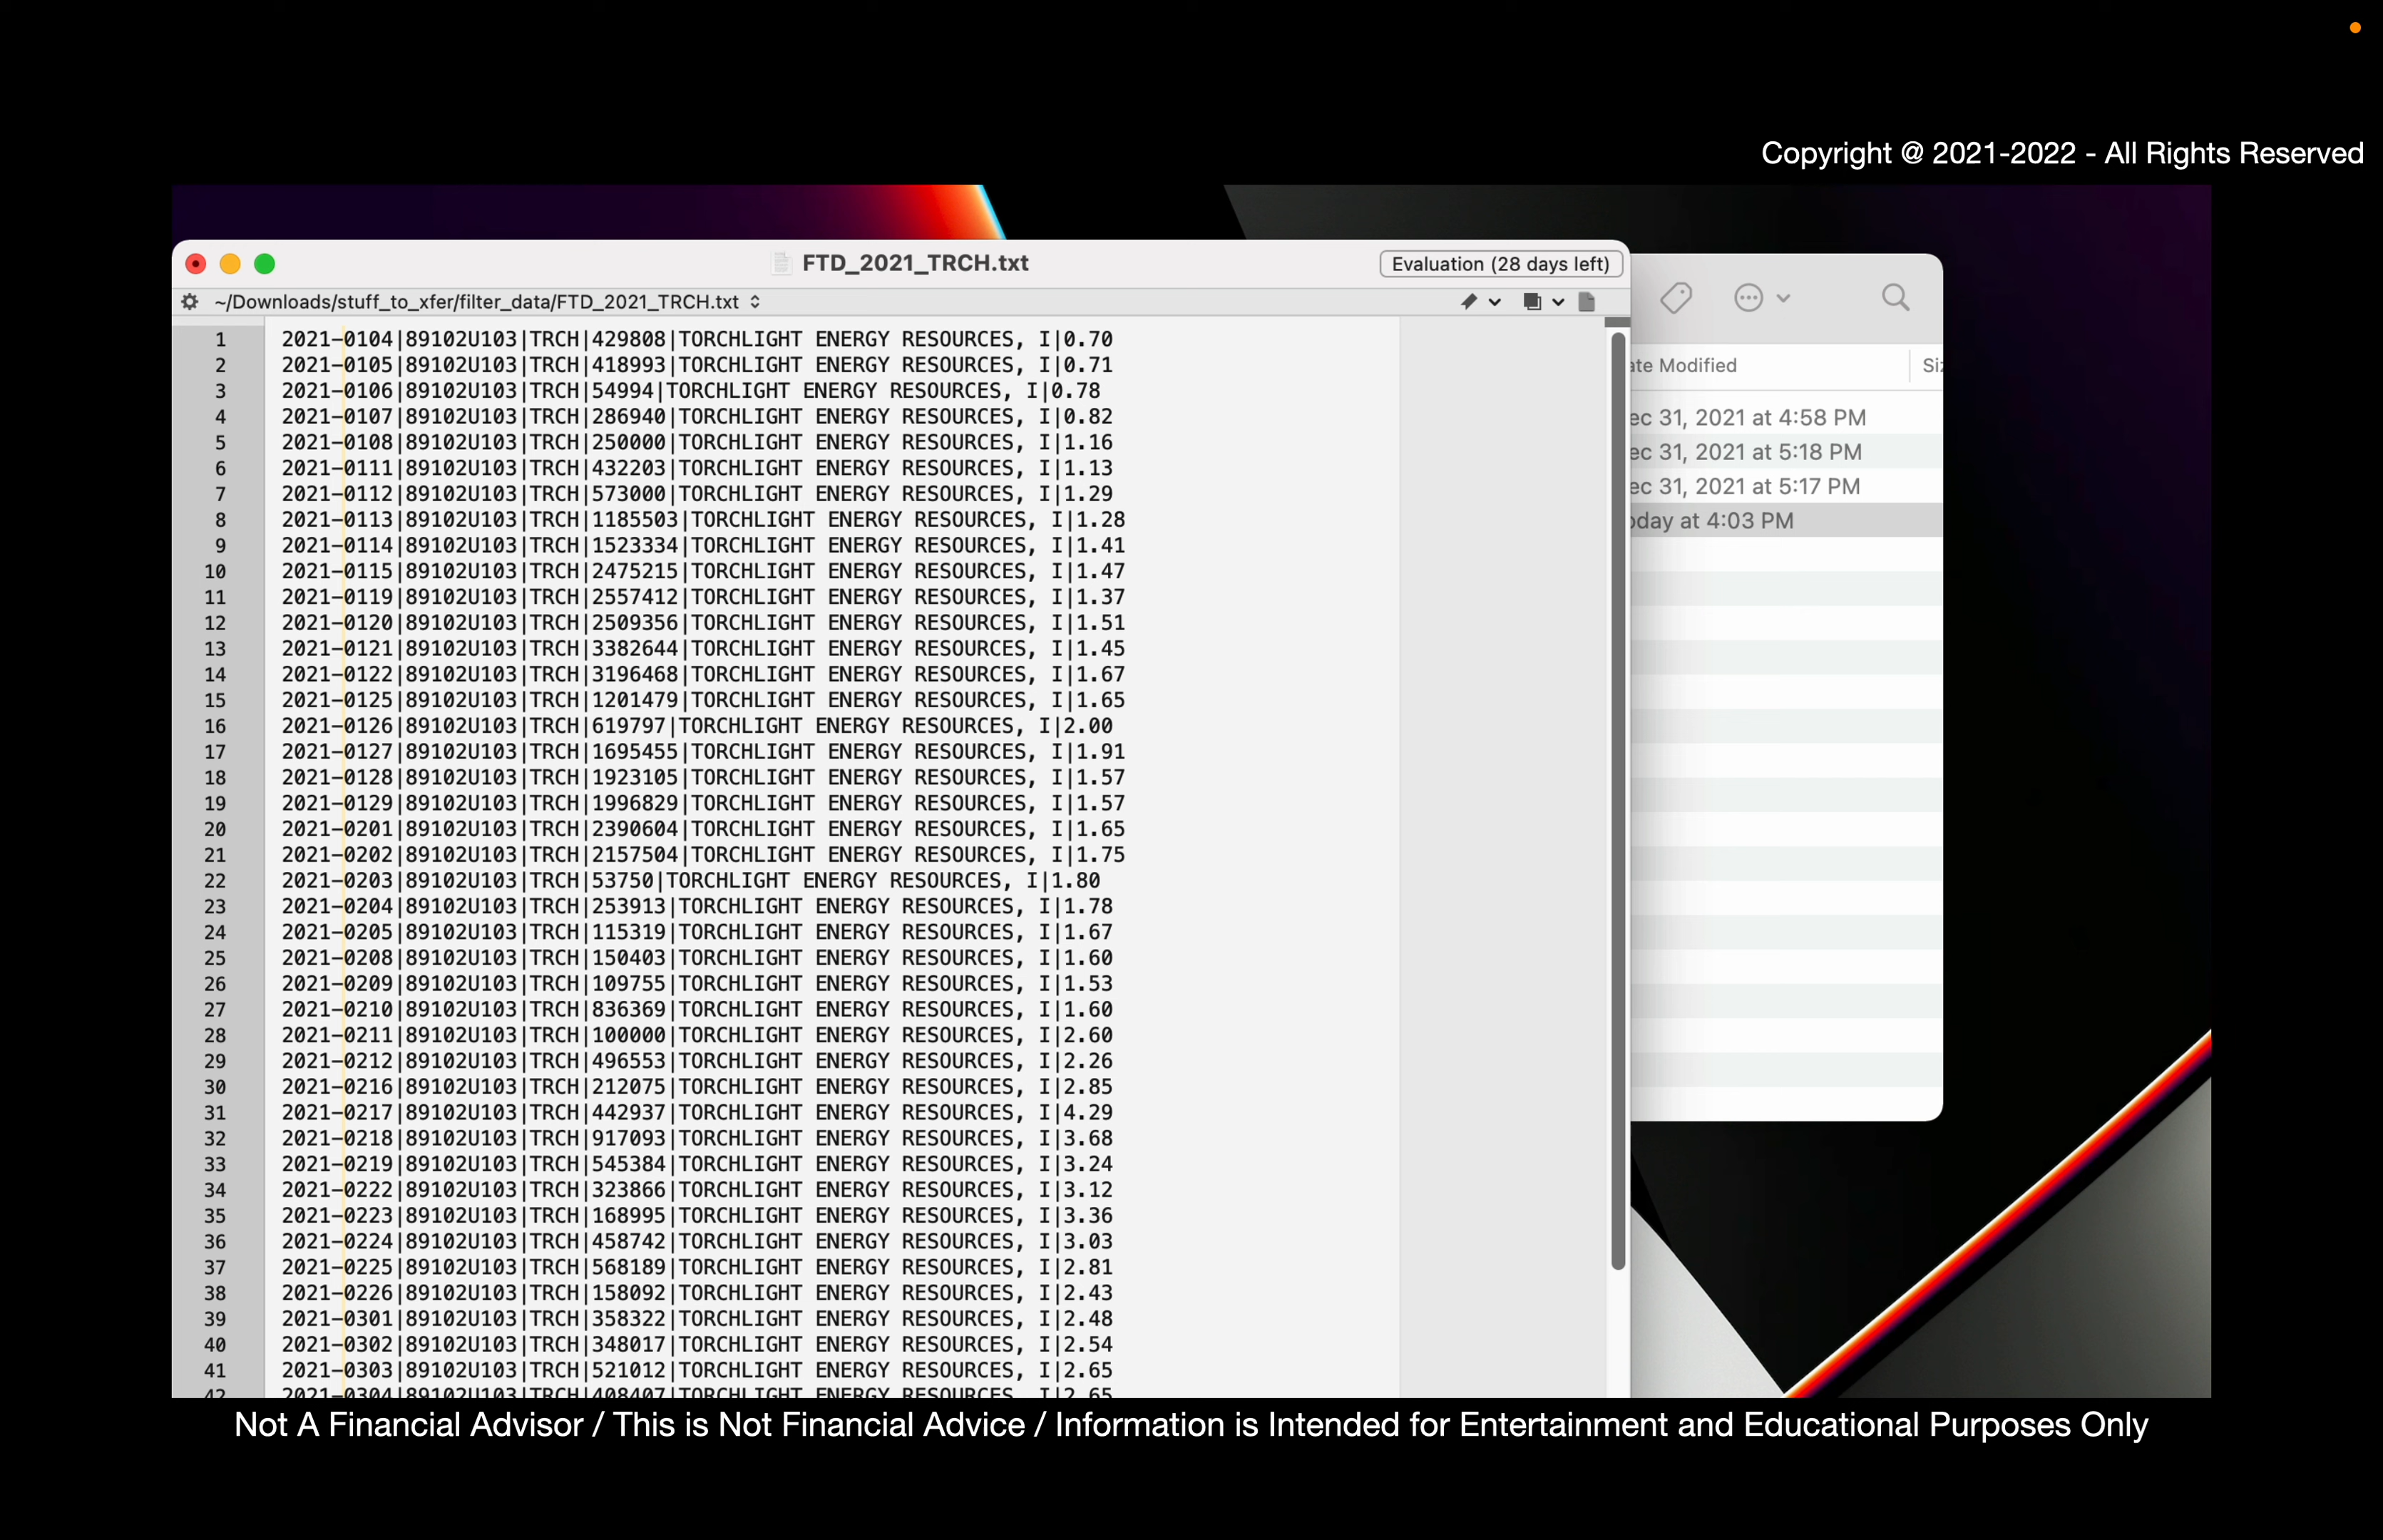 Copyright @ 2021-2022 - All Rights Reserved
FTD_2021_TRCH.txt
Evaluation (28 days left)
~/Downloads/stuff_to_xfer/filter_data/FTD_2021_TRCH.txt
1 2021-0104|89102U103|TRCH|429808|TORCHLIGHT ENERGY RESOURCES, I|0.70
2 2021-0105|89102U103|TRCH|418993|TORCHLIGHT ENERGY RESOURCES, I|0.71
3 2021-0106|89102U103|TRCH|54994|TORCHLIGHT ENERGY RESOURCES, I|0.78
4 2021-0107|89102U103|TRCH|286940|TORCHLIGHT ENERGY RESOURCES, I|0.82
5 2021-0108|89102U103|TRCH|250000|TORCHLIGHT ENERGY RESOURCES, I|1.16
6 2021-0111|89102U103|TRCH|432203|TORCHLIGHT ENERGY RESOURCES, I|1.13
7 2021-0112|89102U103|TRCH|573000|TORCHLIGHT ENERGY RESOURCES, I|1.29
8 2021-0113|89102U103|TRCH|1185503|TORCHLIGHT ENERGY RESOURCES, I|1.28
9 2021-0114|89102U103|TRCH|1523334|TORCHLIGHT ENERGY RESOURCES, I|1.41
10 2021-0115|89102U103|TRCH|2475215|TORCHLIGHT ENERGY RESOURCES, I|1.47
11 2021-0119|89102U103|TRCH|2557412|TORCHLIGHT ENERGY RESOURCES, I|1.37
12 2021-0120|89102U103|TRCH|2509356|TORCHLIGHT ENERGY RESOURCES, I|1.51
13 2021-0121|89102U103|TRCH|3382644|TORCHLIGHT ENERGY RESOURCES, I|1.45
14 2021-0122|89102U103|TRCH|3196468|TORCHLIGHT ENERGY RESOURCES, I|1.67
15 2021-0125|89102U103|TRCH|1201479|TORCHLIGHT ENERGY RESOURCES, I|1.65
16 2021-0126|89102U103|TRCH|619797|TORCHLIGHT ENERGY RESOURCES, I|2.00
17 2021-0127|89102U103|TRCH|1695455|TORCHLIGHT ENERGY RESOURCES, I|1.91
18 2021-0128|89102U103|TRCH|1923105|TORCHLIGHT ENERGY RESOURCES, I|1.57
19 2021-0129|89102U103|TRCH|1996829|TORCHLIGHT ENERGY RESOURCES, I|1.57
20 2021-0201|89102U103|TRCH|2390604|TORCHLIGHT ENERGY RESOURCES, I|1.65
21 2021-0202|89102U103|TRCH|2157504|TORCHLIGHT ENERGY RESOURCES, I|1.75
22 2021-0203|89102U103|TRCH|53750|TORCHLIGHT ENERGY RESOURCES, I|1.80
23 2021-0204|89102U103|TRCH|253913|TORCHLIGHT ENERGY RESOURCES, I|1.78
24 2021-0205|89102U103|TRCH|115319|TORCHLIGHT ENERGY RESOURCES, I|1.67
25 2021-0208|89102U103|TRCH|150403|TORCHLIGHT ENERGY RESOURCES, I|1.60
26 2021-0209|89102U103|TRCH|109755|TORCHLIGHT ENERGY RESOURCES, I|1.53
27 2021-0210|89102U103|TRCH|836369|TORCHLIGHT ENERGY RESOURCES, I|1.60
28 2021-0211|89102U103|TRCH|100000|TORCHLIGHT ENERGY RESOURCES, I|2.60
29 2021-0212|89102U103|TRCH|496553|TORCHLIGHT ENERGY RESOURCES, I|2.26
30 2021-0216|89102U103|TRCH|212075|TORCHLIGHT ENERGY RESOURCES, I|2.85
31 2021-0217|89102U103|TRCH|442937|TORCHLIGHT ENERGY RESOURCES, I|4.29
32 2021-0218|89102U103|TRCH|917093|TORCHLIGHT ENERGY RESOURCES, I|3.68
33 2021-0219|89102U103|TRCH|545384|TORCHLIGHT ENERGY RESOURCES, I|3.24
34 2021-0222|89102U103|TRCH|323866|TORCHLIGHT ENERGY RESOURCES, I|3.12
35 2021-0223|89102U103|TRCH|168995|TORCHLIGHT ENERGY RESOURCES, I|3.36
36 2021-0224|89102U103|TRCH|458742|TORCHLIGHT ENERGY RESOURCES, I|3.03
37 2021-0225|89102U103|TRCH|568189|TORCHLIGHT ENERGY RESOURCES, I|2.81
38 2021-0226|89102U103|TRCH|158092|TORCHLIGHT ENERGY RESOURCES, I|2.43
39 2021-0301|89102U103|TRCH|358322|TORCHLIGHT ENERGY RESOURCES, I|2.48
40 2021-0302|89102U103|TRCH|348017|TORCHLIGHT ENERGY RESOURCES, I|2.54
41 2021-0303|89102U103|TRCH|521012|TORCHLIGHT ENERGY RESOURCES, I|2.65
42 2021-0304|89102U103|TRCH|408407|TORCHLIGHT ENERGY RESOURCES, I|2.65
ate Modified
Siz
ec 31, 2021 at 4:58 PM
ec 31, 2021 at 5:18 PM
ec 31, 2021 at 5:17 PM
oday at 4:03 PM
Not A Financial Advisor / This is Not Financial Advice / Information is Intended for Entertainment and Educational Purposes Only